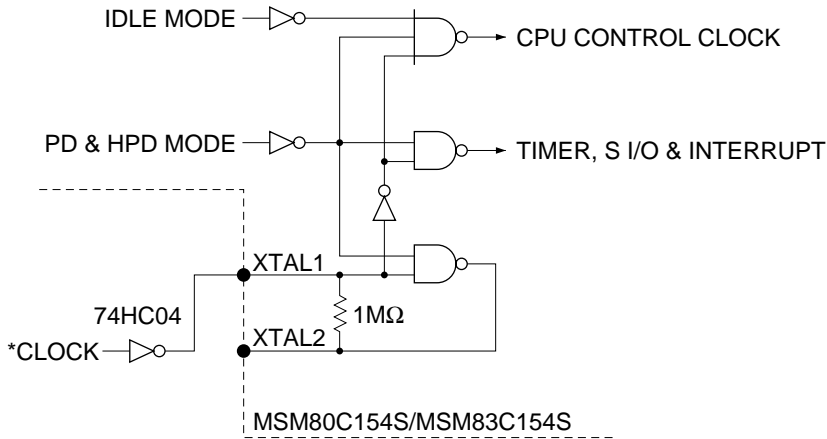 IDLE MODE
CPU CONTROL CLOCK
PD & HPD MODE
TIMER, S I/O & INTERRUPT
XTAL1
74HC04
1MΩ
XTAL2
*CLOCK
MSM80C154S/MSM83C154S